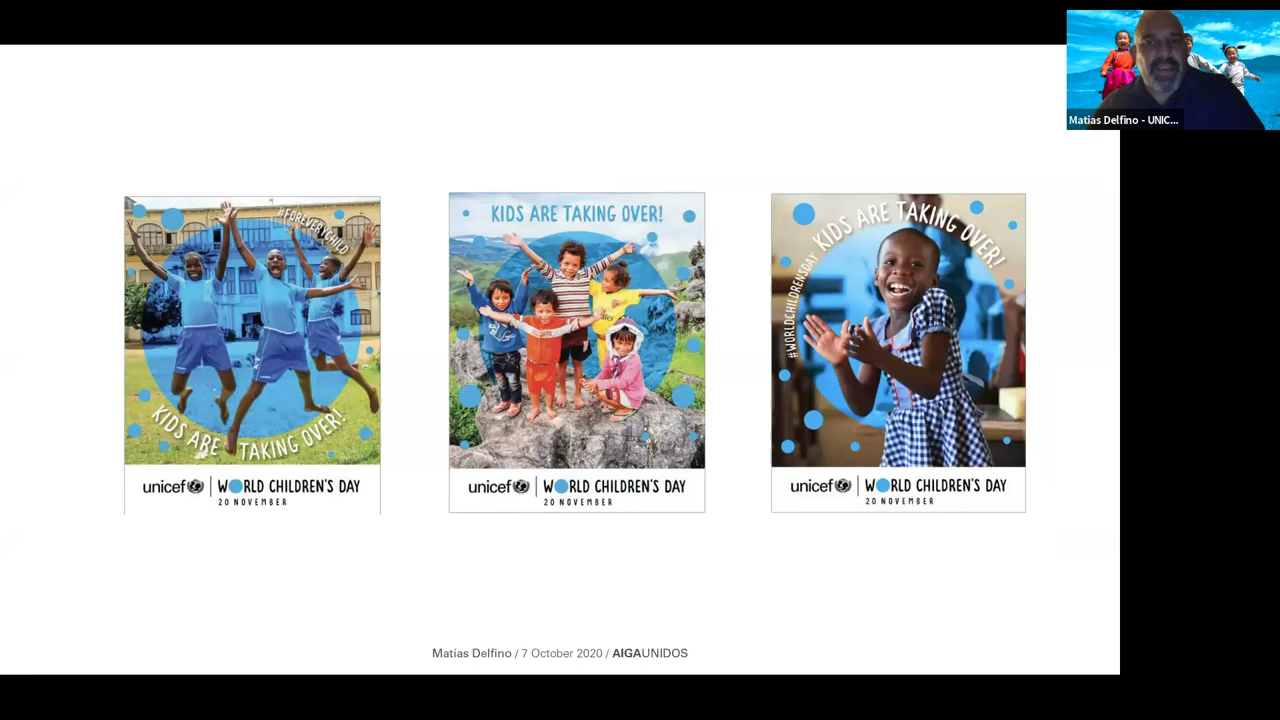 Matias Delfino - UNIC...
#FOREVERYCHILD
KIDS ARE TAKING OVER!
unicef | WORLD CHILDREN'S DAY
20 NOVEMBER
KIDS ARE TAKING OVER!
unicef | WORLD CHILDREN'S DAY
20 NOVEMBER
#WORLDCHILDRENSDAY
KIDS ARE TAKING OVER!
unicef | WORLD CHILDREN'S DAY
20 NOVEMBER
Matías Delfino / 7 October 2020 / AIGAUNIDOS